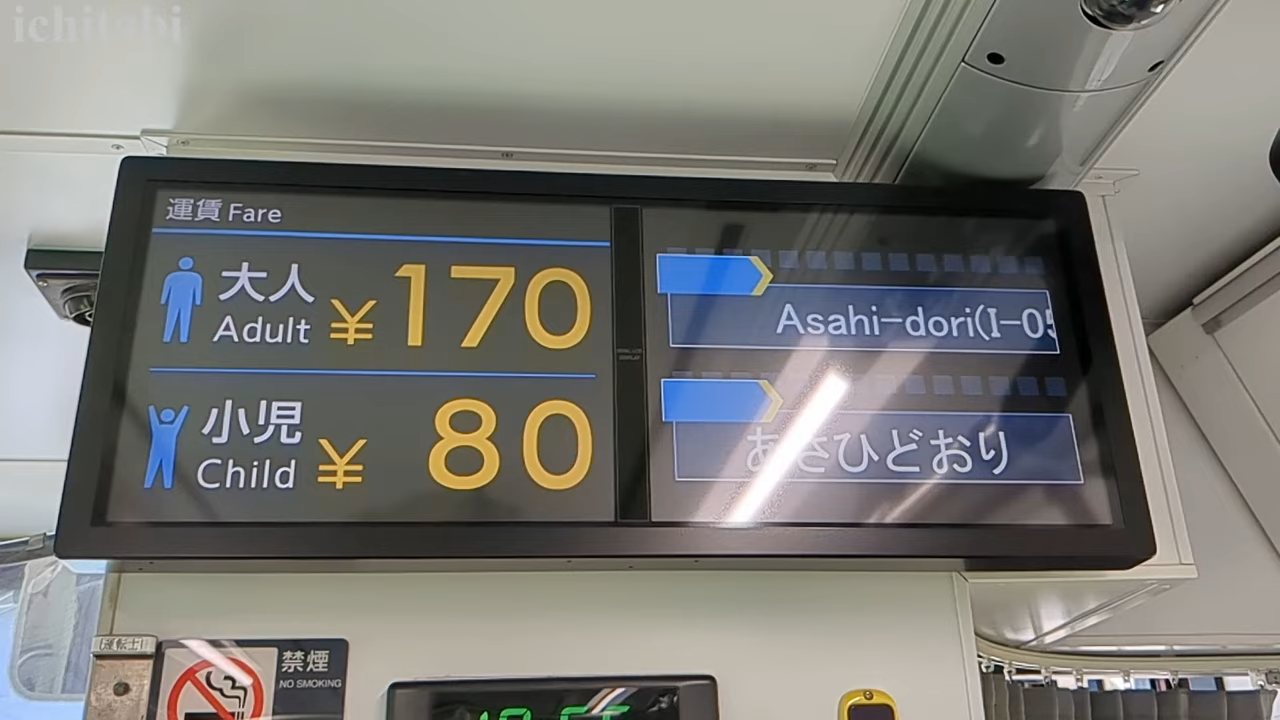 ichitabi
運賃 Fare
大人
Adult ¥170
小児
Child ¥80
Asahi-dori(I-05
あさひどおり
禁煙
NO SMOKING